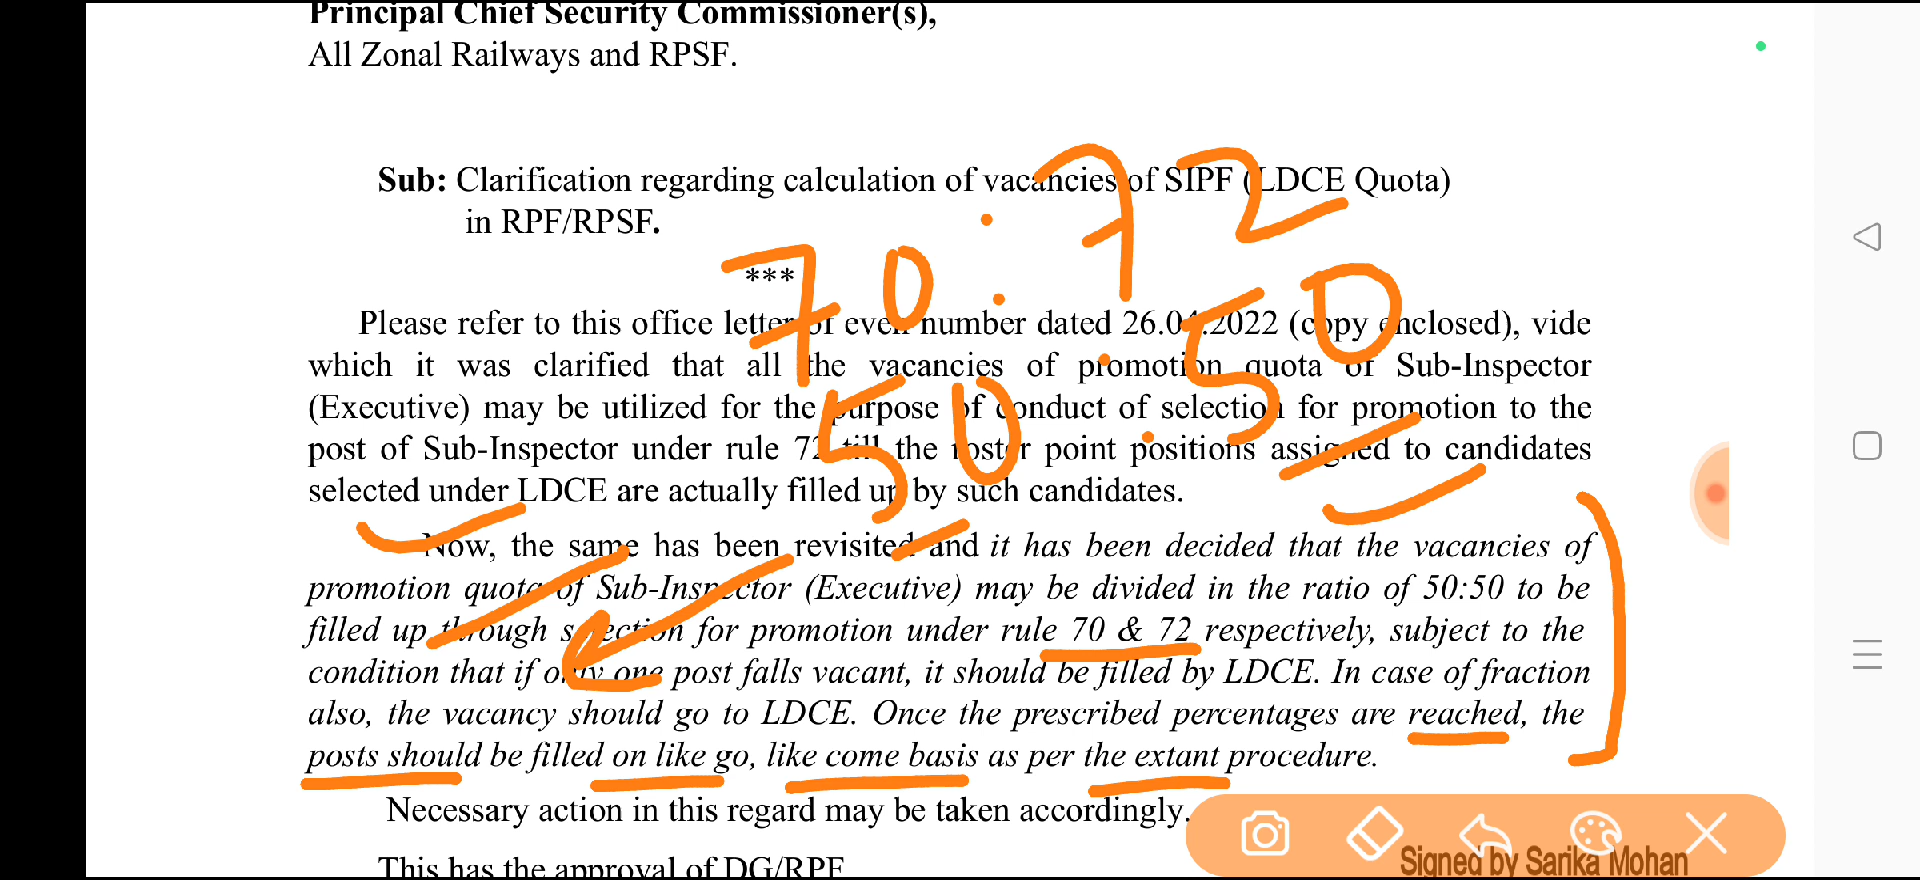 Principal Chief Security Commissioner(s),
All Zonal Railways and RPSF.
Sub: Clarification regarding calculation of vacancies of SIPF (LDCE Quota)
in RPF/RPSF.
70 : 72
50 : 50
***
Please refer to this office letter of even number dated 26.04.2022 (copy enclosed), vide
which it was clarified that all the vacancies of promotion quota of Sub-Inspector
(Executive) may be utilized for the purpose of conduct of selection for promotion to the
post of Sub-Inspector under rule 72 till the roster point positions assigned to candidates
selected under LDCE are actually filled up by such candidates.
Now, the same has been revisited and it has been decided that the vacancies of
promotion quota of Sub-Inspector (Executive) may be divided in the ratio of 50:50 to be
filled up through selection for promotion under rule 70 & 72 respectively, subject to the
condition that if only one post falls vacant, it should be filled by LDCE. In case of fraction
also, the vacancy should go to LDCE. Once the prescribed percentages are reached, the
posts should be filled on like go, like come basis as per the extant procedure.
Necessary action in this regard may be taken accordingly.
This has the approval of DG/RPF
Signed by Sarika Mohan